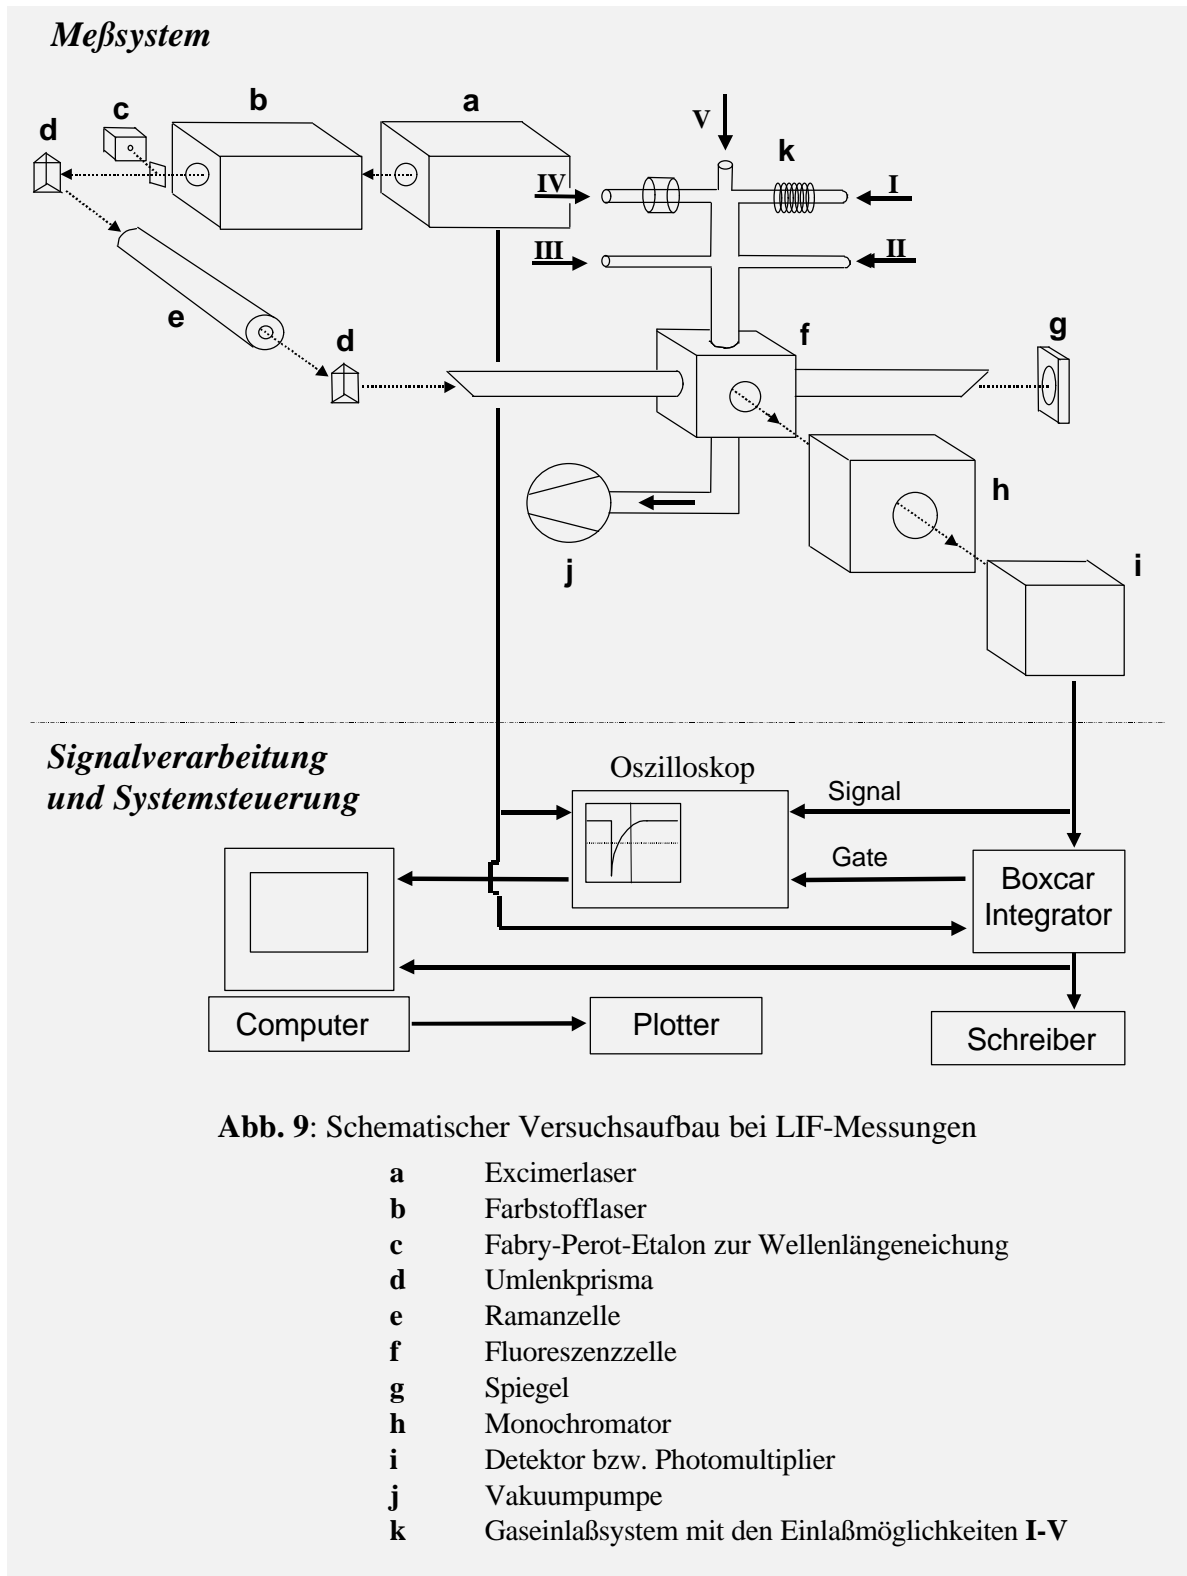 Meßsystem
d
c
b
a
V
k
IV
I
III
II
e
d
f
g
h
j
i
Signalverarbeitung
und Systemsteuerung
Oszilloskop
Signal
Gate
Boxcar
Integrator
Computer
Plotter
Schreiber
Abb. 9: Schematischer Versuchsaufbau bei LIF-Messungen
a Excimerlaser
b Farbstofflaser
c Fabry-Perot-Etalon zur Wellenlängeneichung
d Umlenkprisma
e Ramanzelle
f Fluoreszenzzelle
g Spiegel
h Monochromator
i Detektor bzw. Photomultiplier
j Vakuumpumpe
k Gaseinlaßsystem mit den Einlaßmöglichkeiten I-V